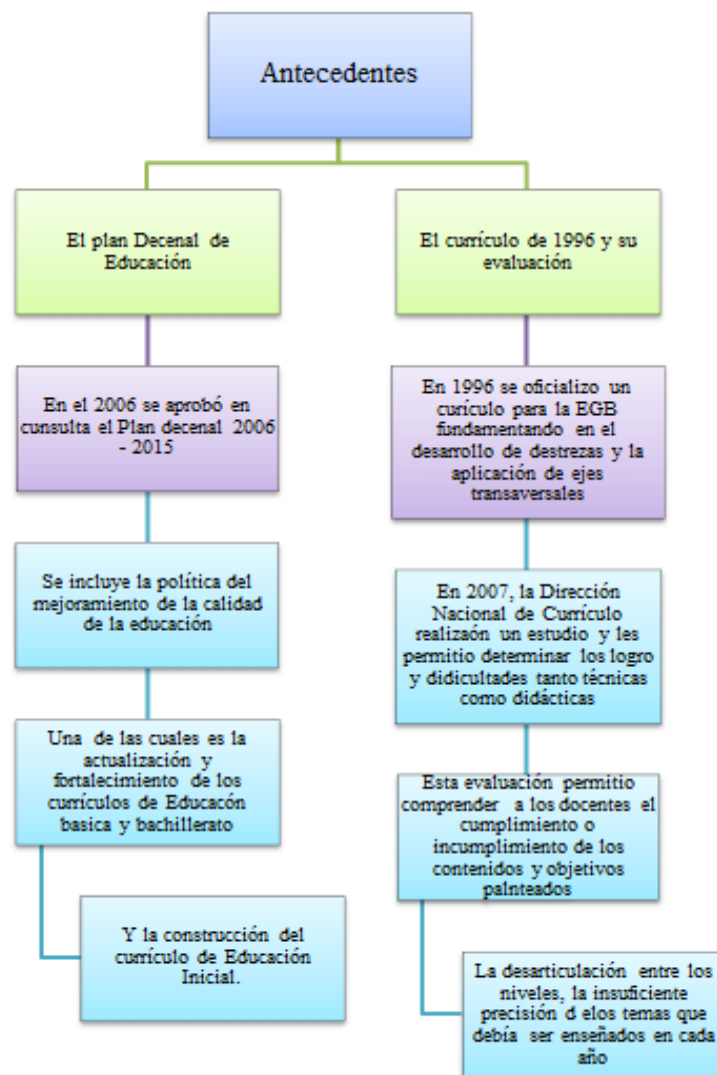 Antecedentes
El plan Decenal de
Educación
En el 2006 se aprobó en
cunsulta el Plan decenal 2006
- 2015
Se incluye la política del
mejoramiento de la calidad
de la educación
Una de las cuales es la
actualización y
fortalecimiento de los
currículos de Educacón
basica y bachillerato
Y la construcción del
currículo de Educación
Inicial.
El currículo de 1996 y su
evaluación
En 1996 se oficializo un
curículo para la EGB
fundamentando en el
desarrollo de destrezas y la
aplicación de ejes
transaversales
En 2007, la Dirección
Nacional de Currículo
realizaón un estudio y les
permitio determinar los logro
y didicultades tanto técnicas
como didácticas
Esta evaluación permitio
comprender a los docentes el
cumplimiento o
incumplimiento de los
contenidos y objetivos
palnteados
La desarticulación entre los
niveles, la insuficiente
precisión d elos temas que
debía ser enseñados en cada
año